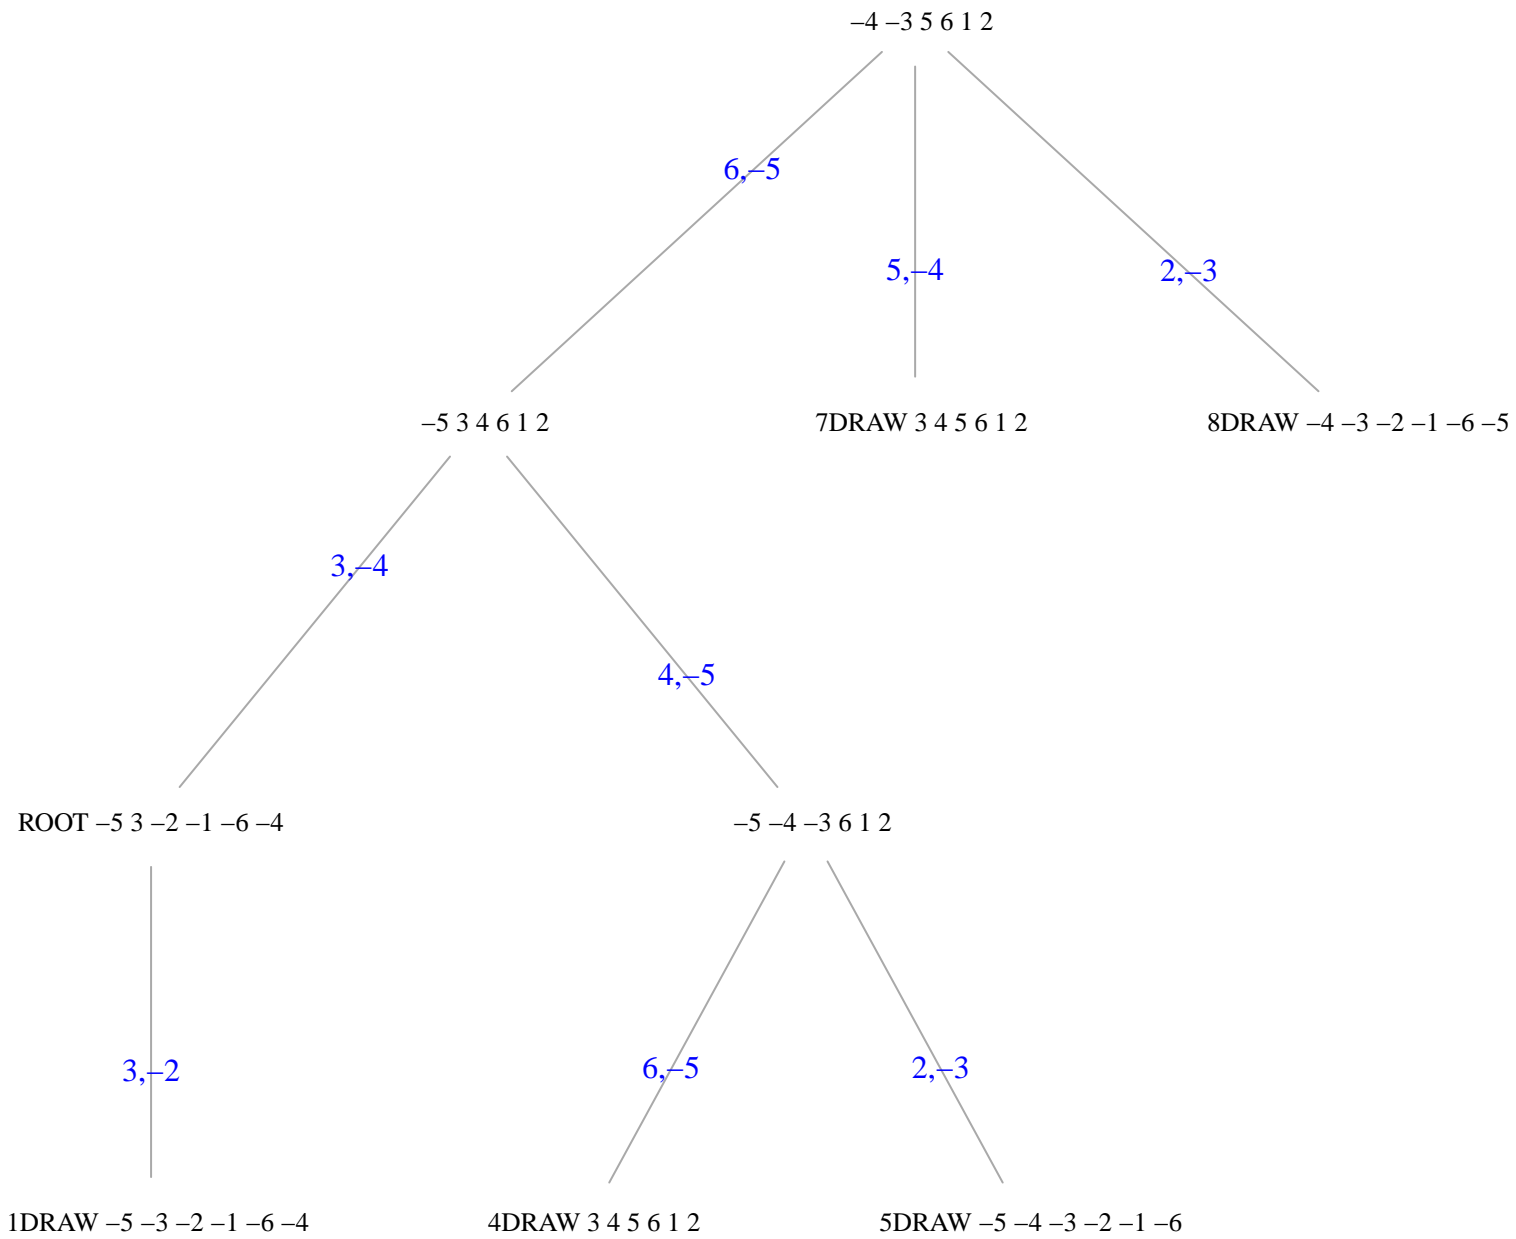 –4 –3 5 6 1 2
6,–5
5,–4
2,–3
–5 3 4 6 1 2
7DRAW 3 4 5 6 1 2
8DRAW –4 –3 –2 –1 –6 –5
3,–4
4,–5
ROOT –5 3 –2 –1 –6 –4
–5 –4 –3 6 1 2
3,–2
6,–5
2,–3
1DRAW –5 –3 –2 –1 –6 –4
4DRAW 3 4 5 6 1 2
5DRAW –5 –4 –3 –2 –1 –6